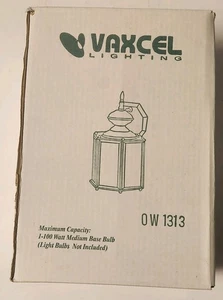 VAXCEL
LIGHTING
OW 1313
Maximum Capacity:
1-100 Watt Medium Base Bulb
(Light Bulbs Not Included)